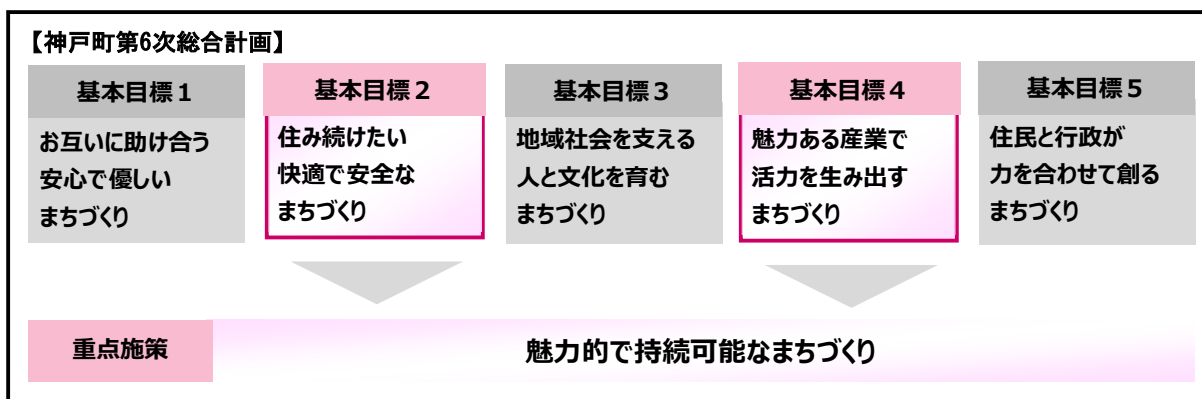 【神戸町第6次総合計画】
基本目標1
お互いに助け合う
安心で優しい
まちづくり
基本目標2
住み続けたい
快適で安全な
まちづくり
基本目標3
地域社会を支える
人と文化を育む
まちづくり
基本目標4
魅力ある産業で
活力を生み出す
まちづくり
基本目標5
住民と行政が
力を合わせて創る
まちづくり
重点施策
魅力的で持続可能なまちづくり